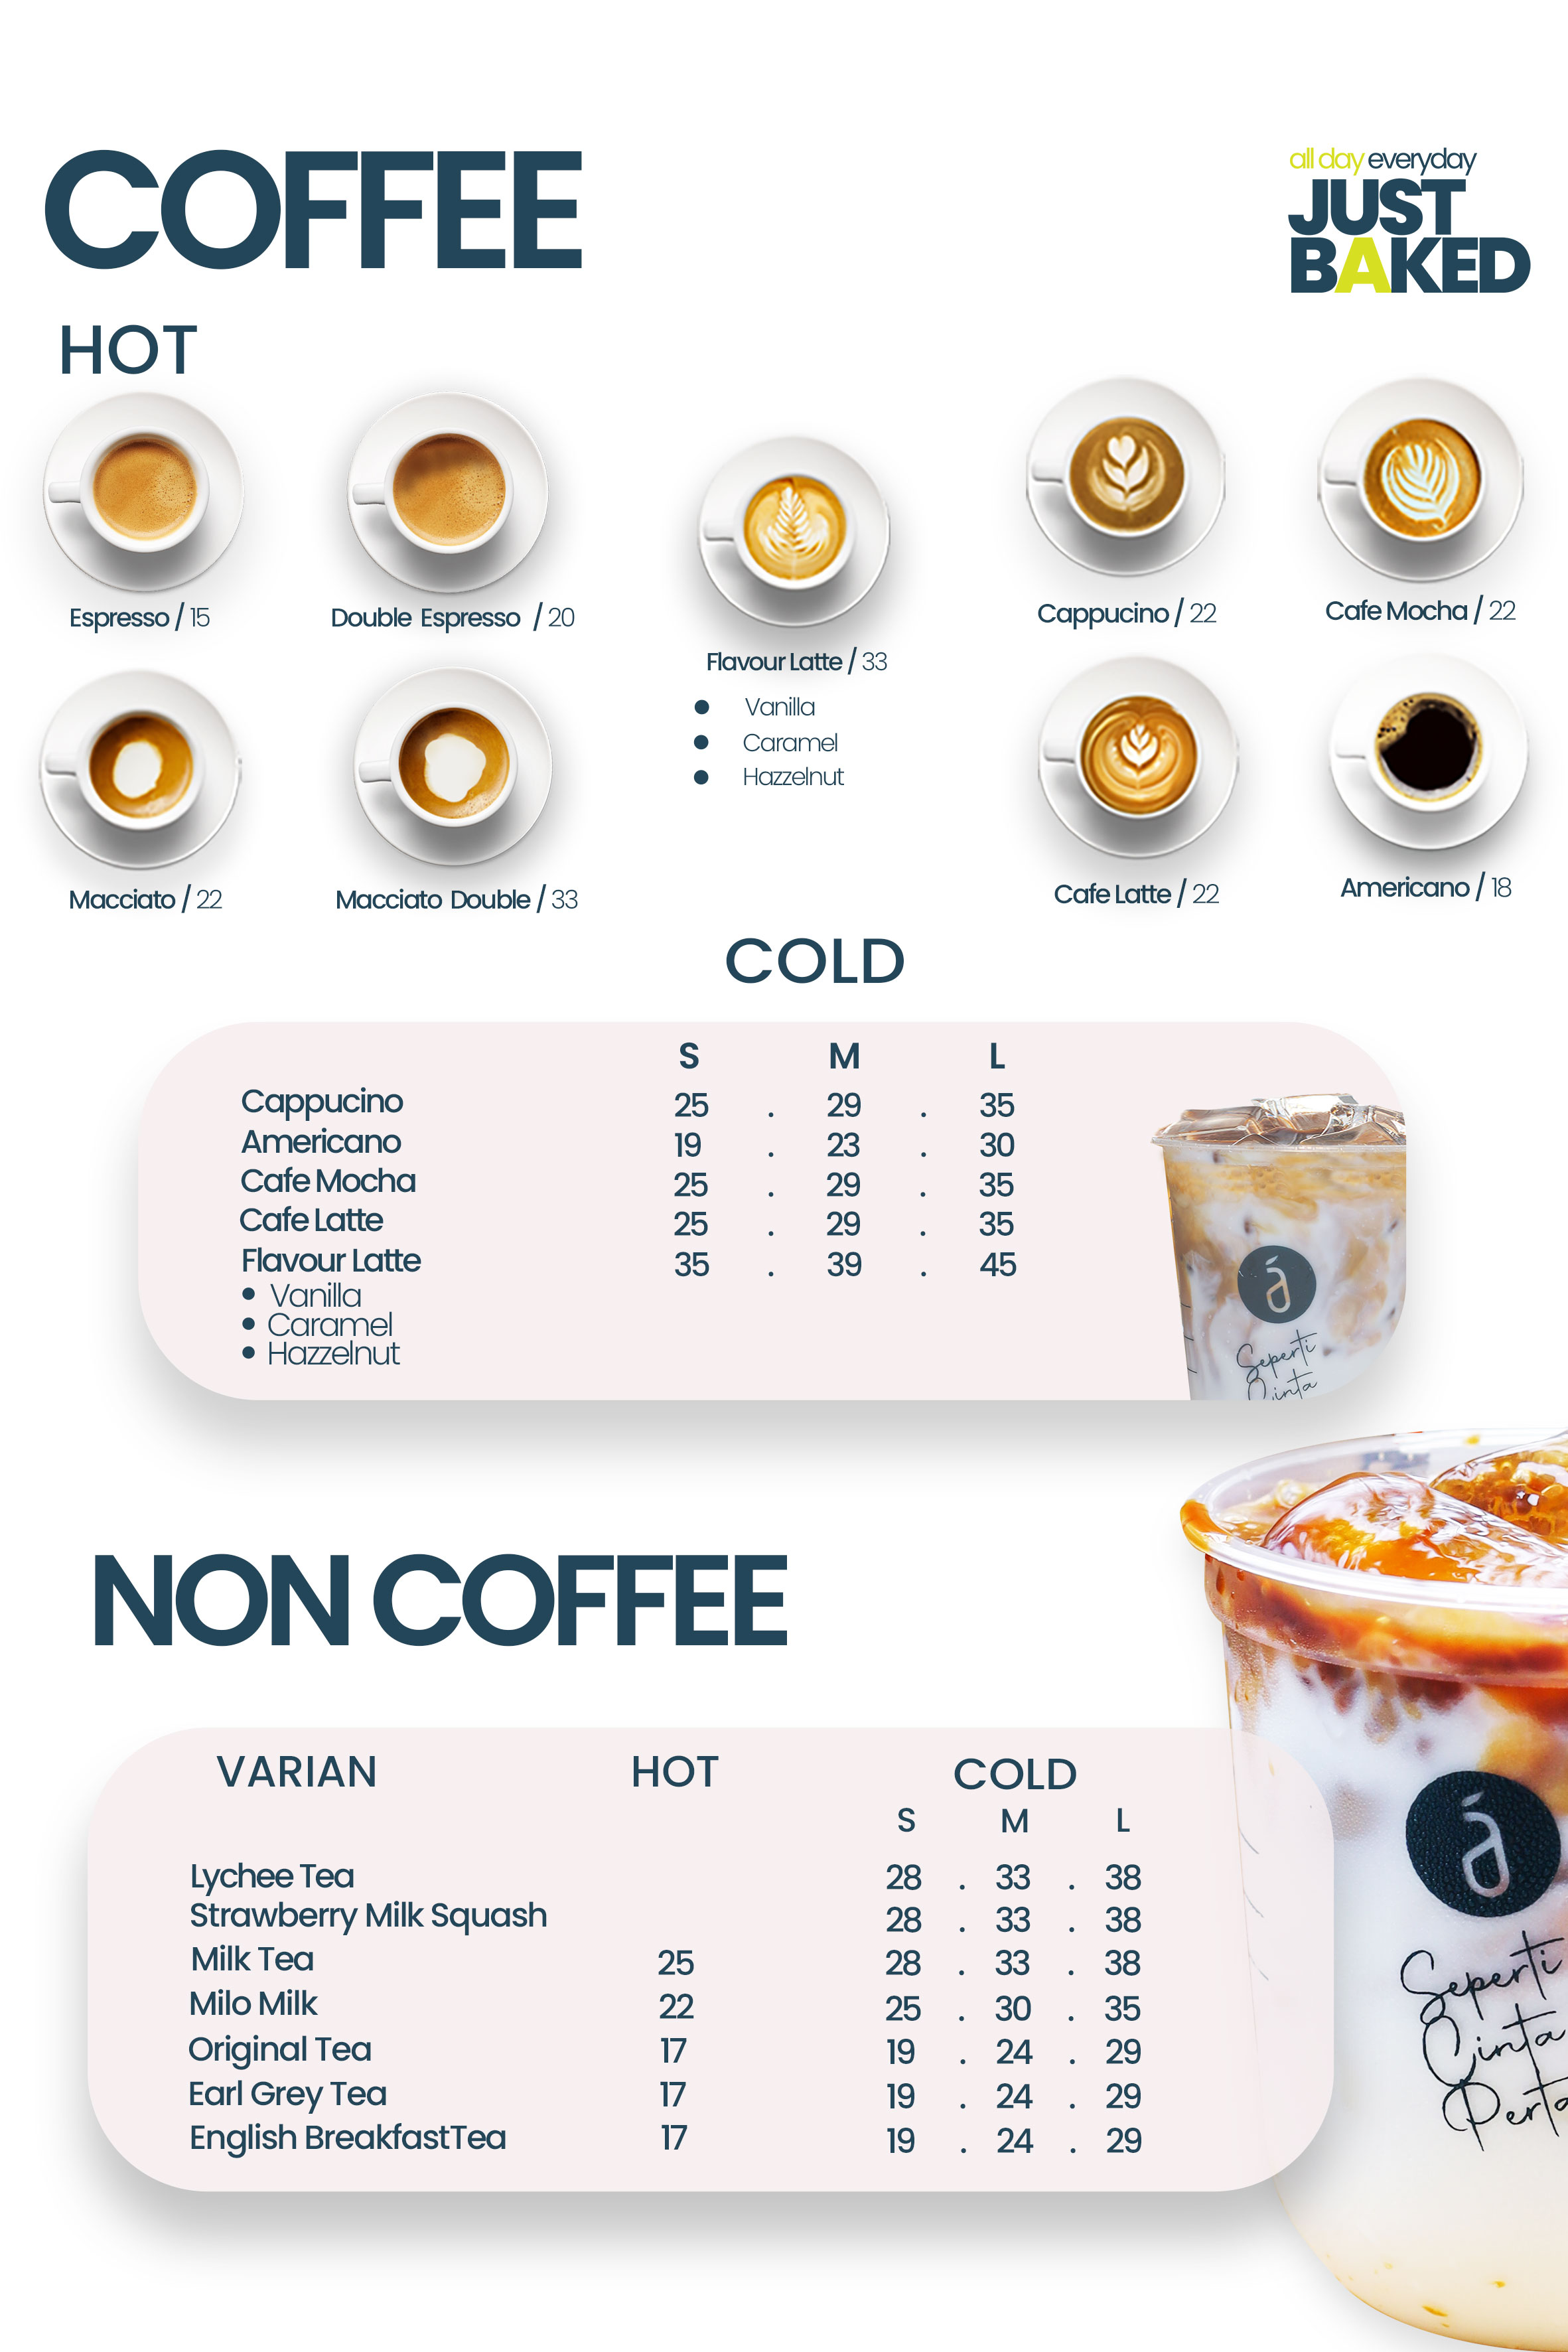 COFFEE
all day everyday
JUST
BAKED
HOT
Espresso / 15
Double Espresso / 20
Flavour Latte / 33
Vanilla
Caramel
Hazzelnut
Cappucino / 22
Cafe Mocha / 22
Macciato / 22
Macciato Double / 33
Cafe Latte / 22
Americano / 18
COLD
S M L
Cappucino 25 . 29 . 35
Americano 19 . 23 . 30
Cafe Mocha 25 . 29 . 35
Cafe Latte 25 . 29 . 35
Flavour Latte 35 . 39 . 45
• Vanilla
• Caramel
• Hazzelnut
á
Seperti
Cinta
NON COFFEE
VARIAN HOT COLD
S M L
Lychee Tea 28 . 33 . 38
Strawberry Milk Squash 28 . 33 . 38
Milk Tea 25 28 . 33 . 38
Milo Milk 22 25 . 30 . 35
Original Tea 17 19 . 24 . 29
Earl Grey Tea 17 19 . 24 . 29
English BreakfastTea 17 19 . 24 . 29
á
Seperti
Cinta
Perta